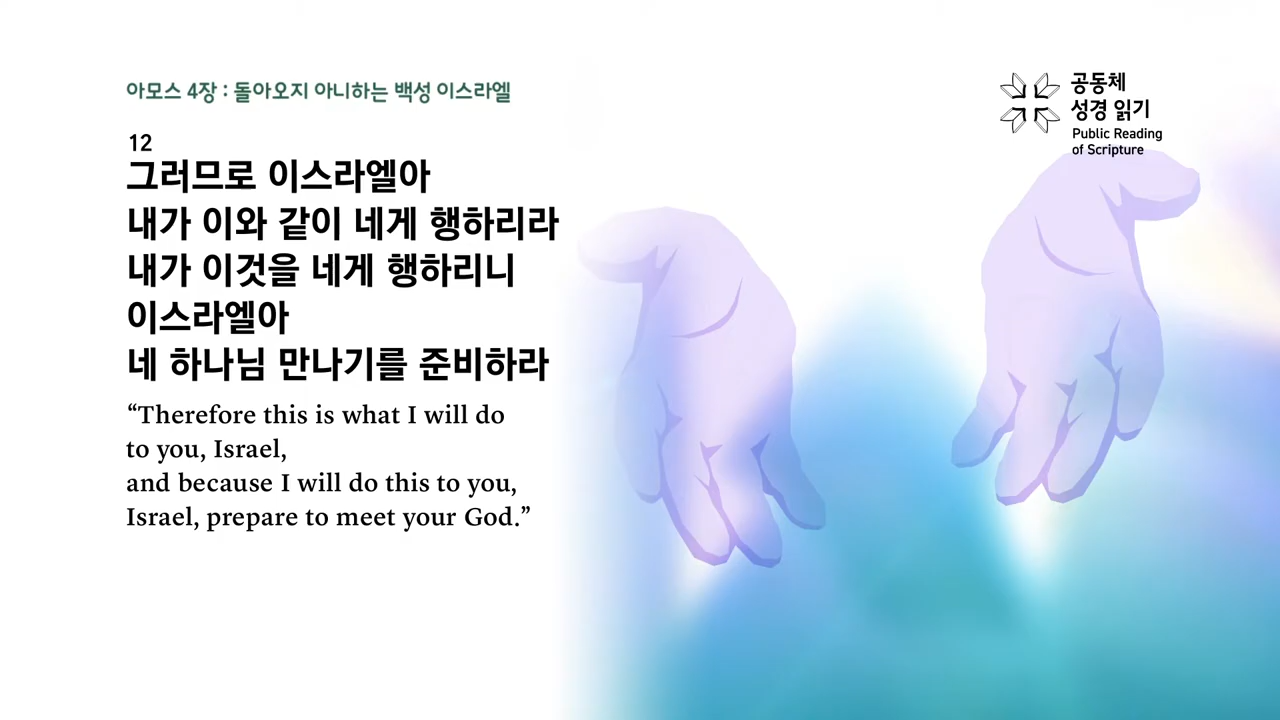 아모스 4장 : 돌아오지 아니하는 백성 이스라엘
공동체
성경 읽기
Public Reading
of Scripture
12
그러므로 이스라엘아
내가 이와 같이 네게 행하리라
내가 이것을 네게 행하리니
이스라엘아
네 하나님 만나기를 준비하라
“Therefore this is what I will do
to you, Israel,
and because I will do this to you,
Israel, prepare to meet your God.”